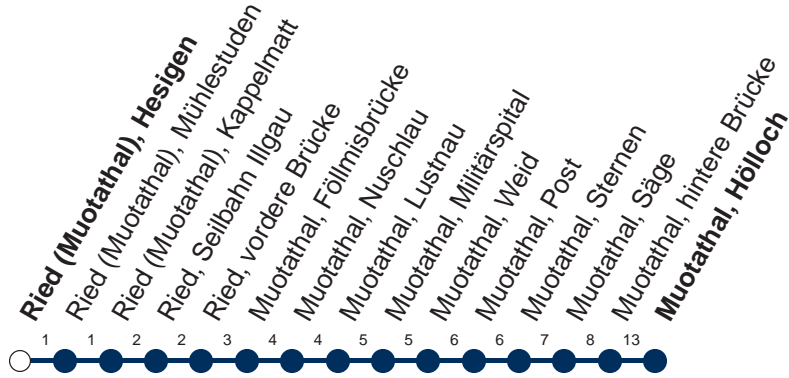 Ried (Muotathal), Hesigen
Ried (Muotathal), Mühlestuden
Ried (Muotathal), Kappelmatt
Ried, Seilbahn Illgau
Ried, vordere Brücke
Muotathal, Föllmisbrücke
Muotathal, Nuschlau
Muotathal, Lustnau
Muotathal, Militärspital
Muotathal, Weid
Muotathal, Post
Muotathal, Sternen
Muotathal, Säge
Muotathal, hintere Brücke
Muotathal, Hölloch
1 1 2 2 3 4 4 5 5 6 6 7 8 13